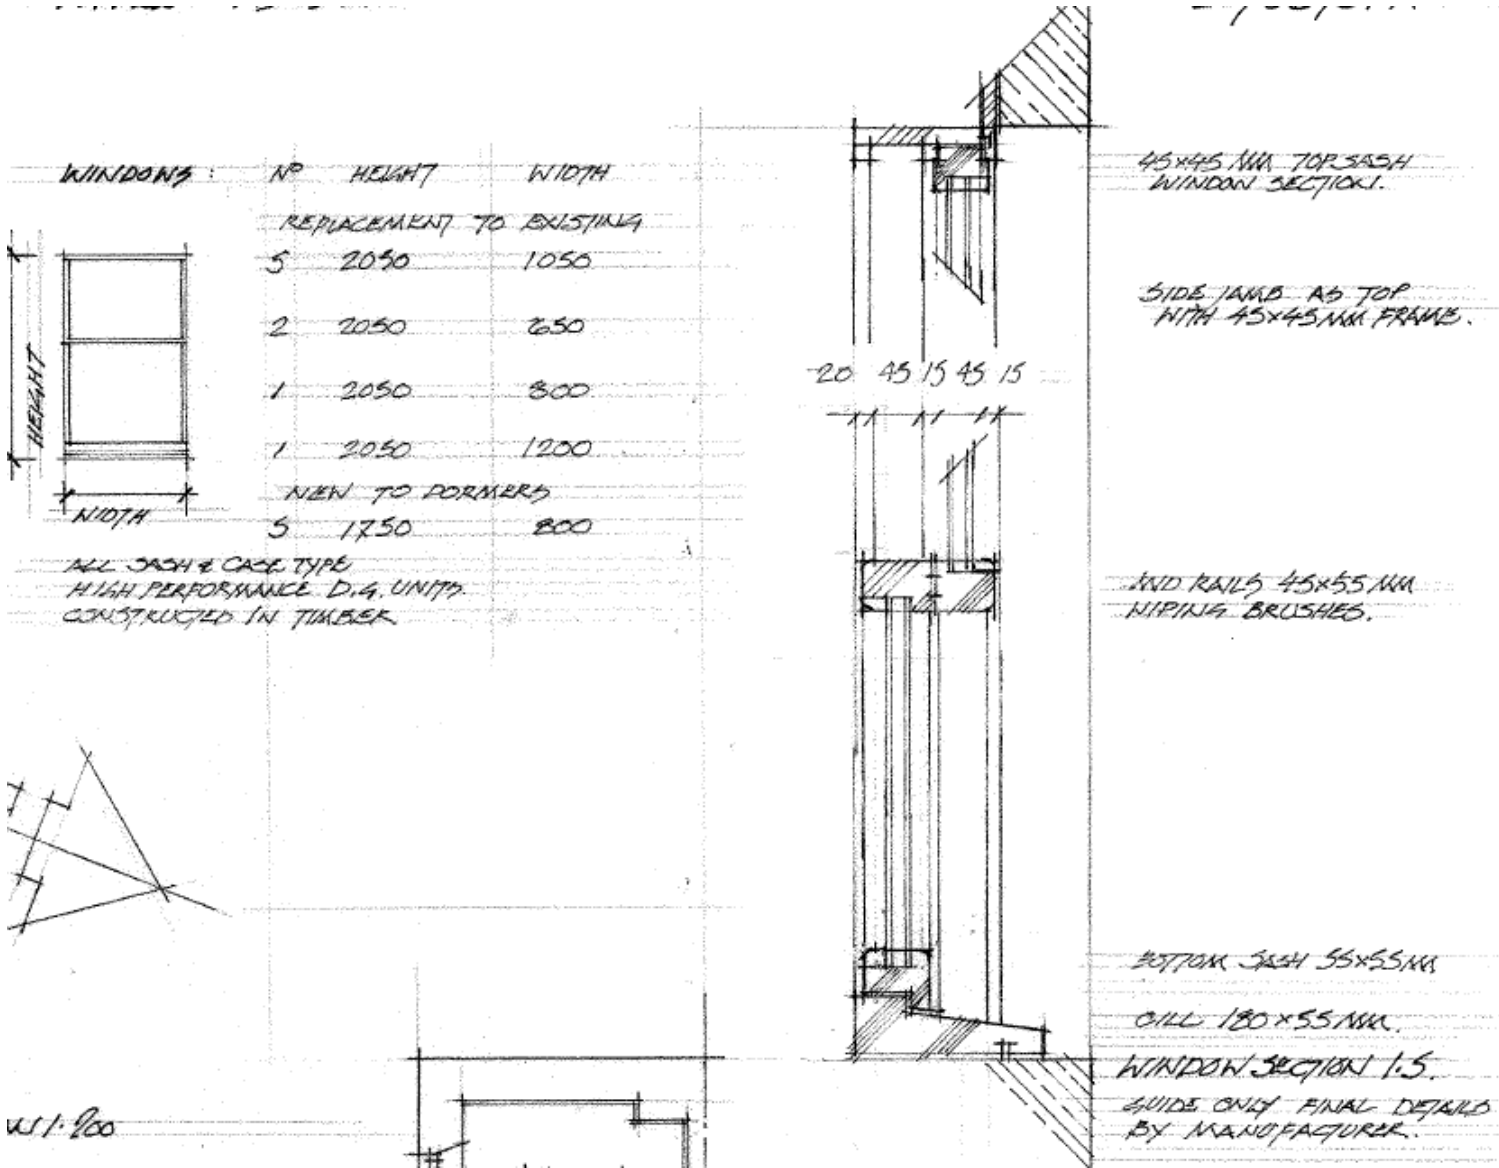 WINDOWS : Nº HEIGHT WIDTH
REPLACEMENT TO EXISTING
5 2050 1050
2 2050 650
1 2050 800
1 2050 1200
NEW TO DORMERS
5 1750 800
HEIGHT
WIDTH
ALL SASH & CASE TYPE
HIGH PERFORMANCE D.G. UNITS.
CONSTRUCTED IN TIMBER
45x45 MM TOP SASH
WINDOW SECTION.
SIDE JAMB AS TOP
WITH 45x45 MM FRAME.
20 45 15 45 15
MID RAILS 45x55 MM
WIPING BRUSHES.
BOTTOM SASH 55x55 MM
CILL 180x55 MM.
WINDOW SECTION 1:5.
GUIDE ONLY FINAL DETAILS
BY MANUFACTURER.
1:200